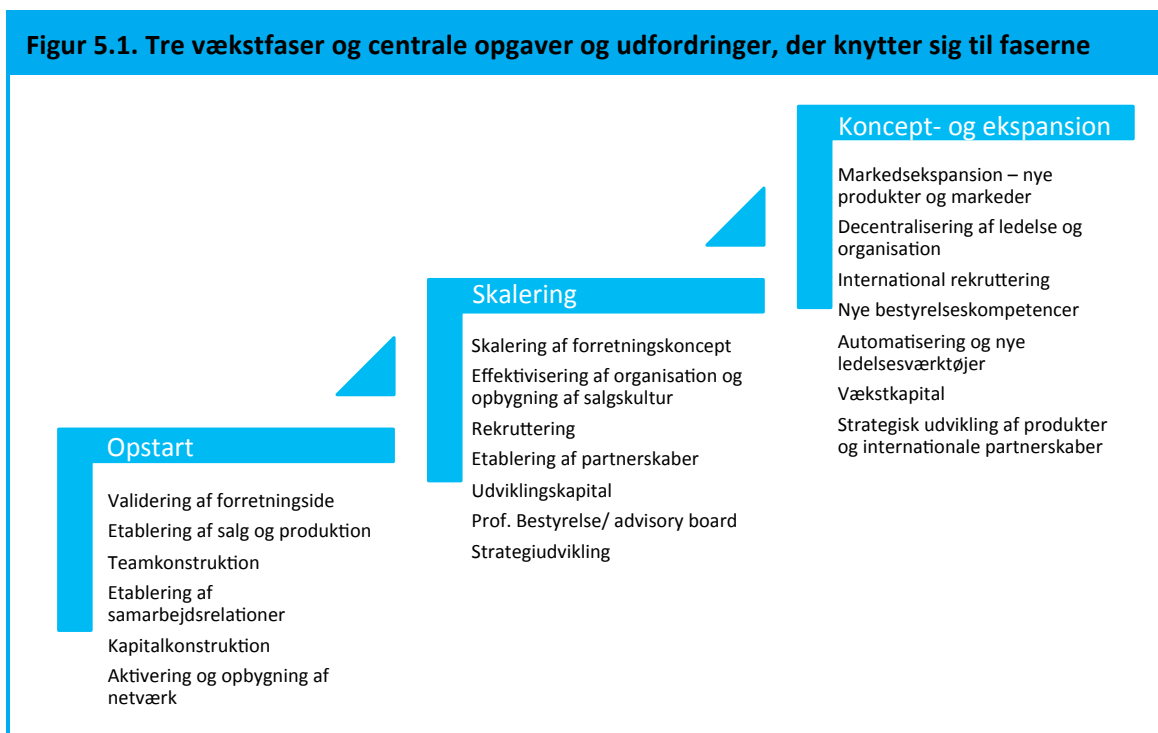 Figur 5.1. Tre vækstfaser og centrale opgaver og udfordringer, der knytter sig til faserne
Opstart
Validering af forretningside
Etablering af salg og produktion
Teamkonstruktion
Etablering af
samarbejdsrelationer
Kapitalkonstruktion
Aktivering og opbygning af
netværk
Skalering
Skalering af forretningskoncept
Effektivisering af organisation og
opbygning af salgskultur
Rekruttering
Etablering af partnerskaber
Udviklingskapital
Prof. Bestyrelse/ advisory board
Strategiudvikling
Koncept- og ekspansion
Markedsekspansion – nye
produkter og markeder
Decentralisering af ledelse og
organisation
International rekruttering
Nye bestyrelseskompetencer
Automatisering og nye
ledelsesværktøjer
Vækstkapital
Strategisk udvikling af produkter
og internationale partnerskaber